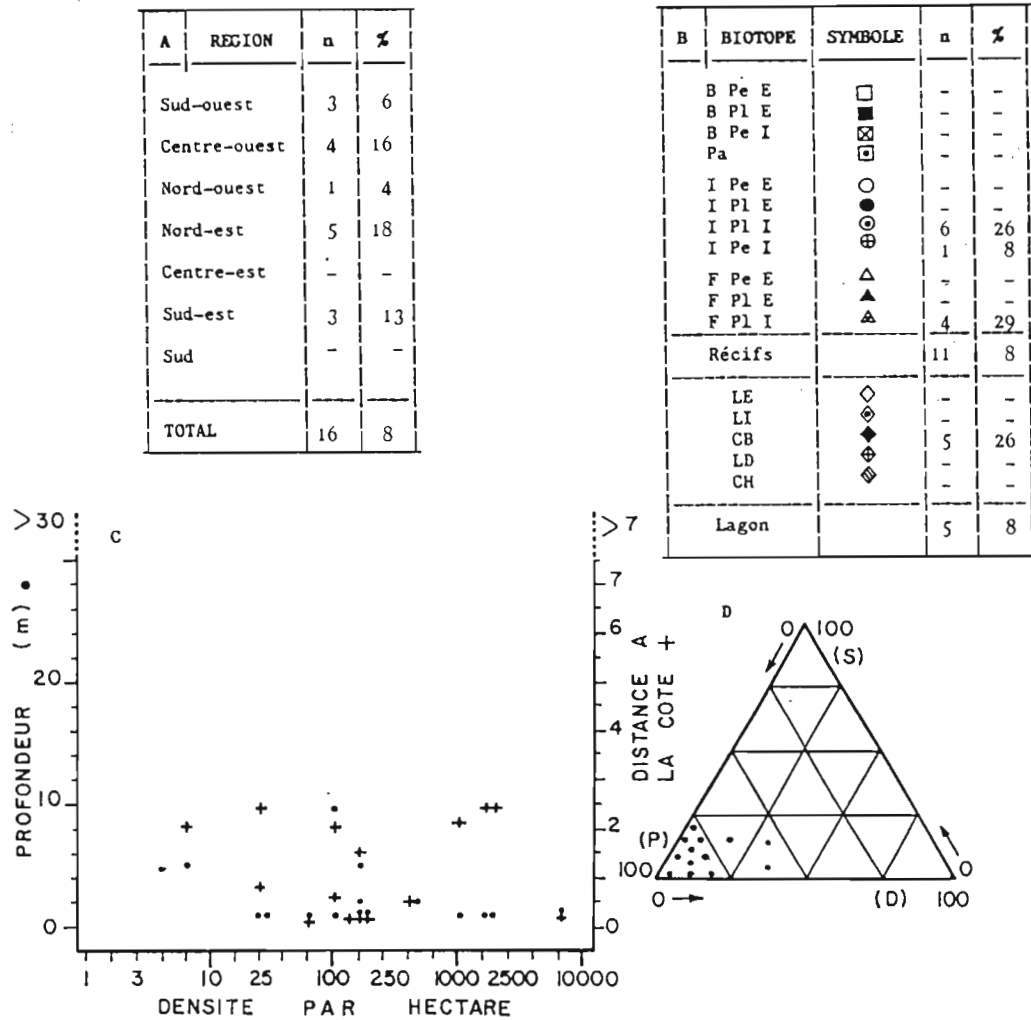 A REGION n %
Sud-ouest 3 6
Centre-ouest 4 16
Nord-ouest 1 4
Nord-est 5 18
Centre-est - -
Sud-est 3 13
Sud - -
TOTAL 16 8
B BIOTOPE SYMBOLE n %
B Pe E - -
B Pl E - -
B Pe I - -
Pa - -
I Pe E - -
I Pl E - -
I Pl I 6 26
I Pe I 1 8
F Pe E - -
F Pl E - -
F Pl I 4 29
Récifs 11 8
LE - -
LI - -
CB 5 26
LD - -
CH - -
Lagon 5 8
C
PROFONDEUR (m)
>30
20
10
0
>7
7
6
4
2
0
DISTANCE A
LA COTE
1 3 10 25 100 250 1000 2500 10000
DENSITE PAR HECTARE
D
0 100
(S)
(P)
100
0
0
(D) 100